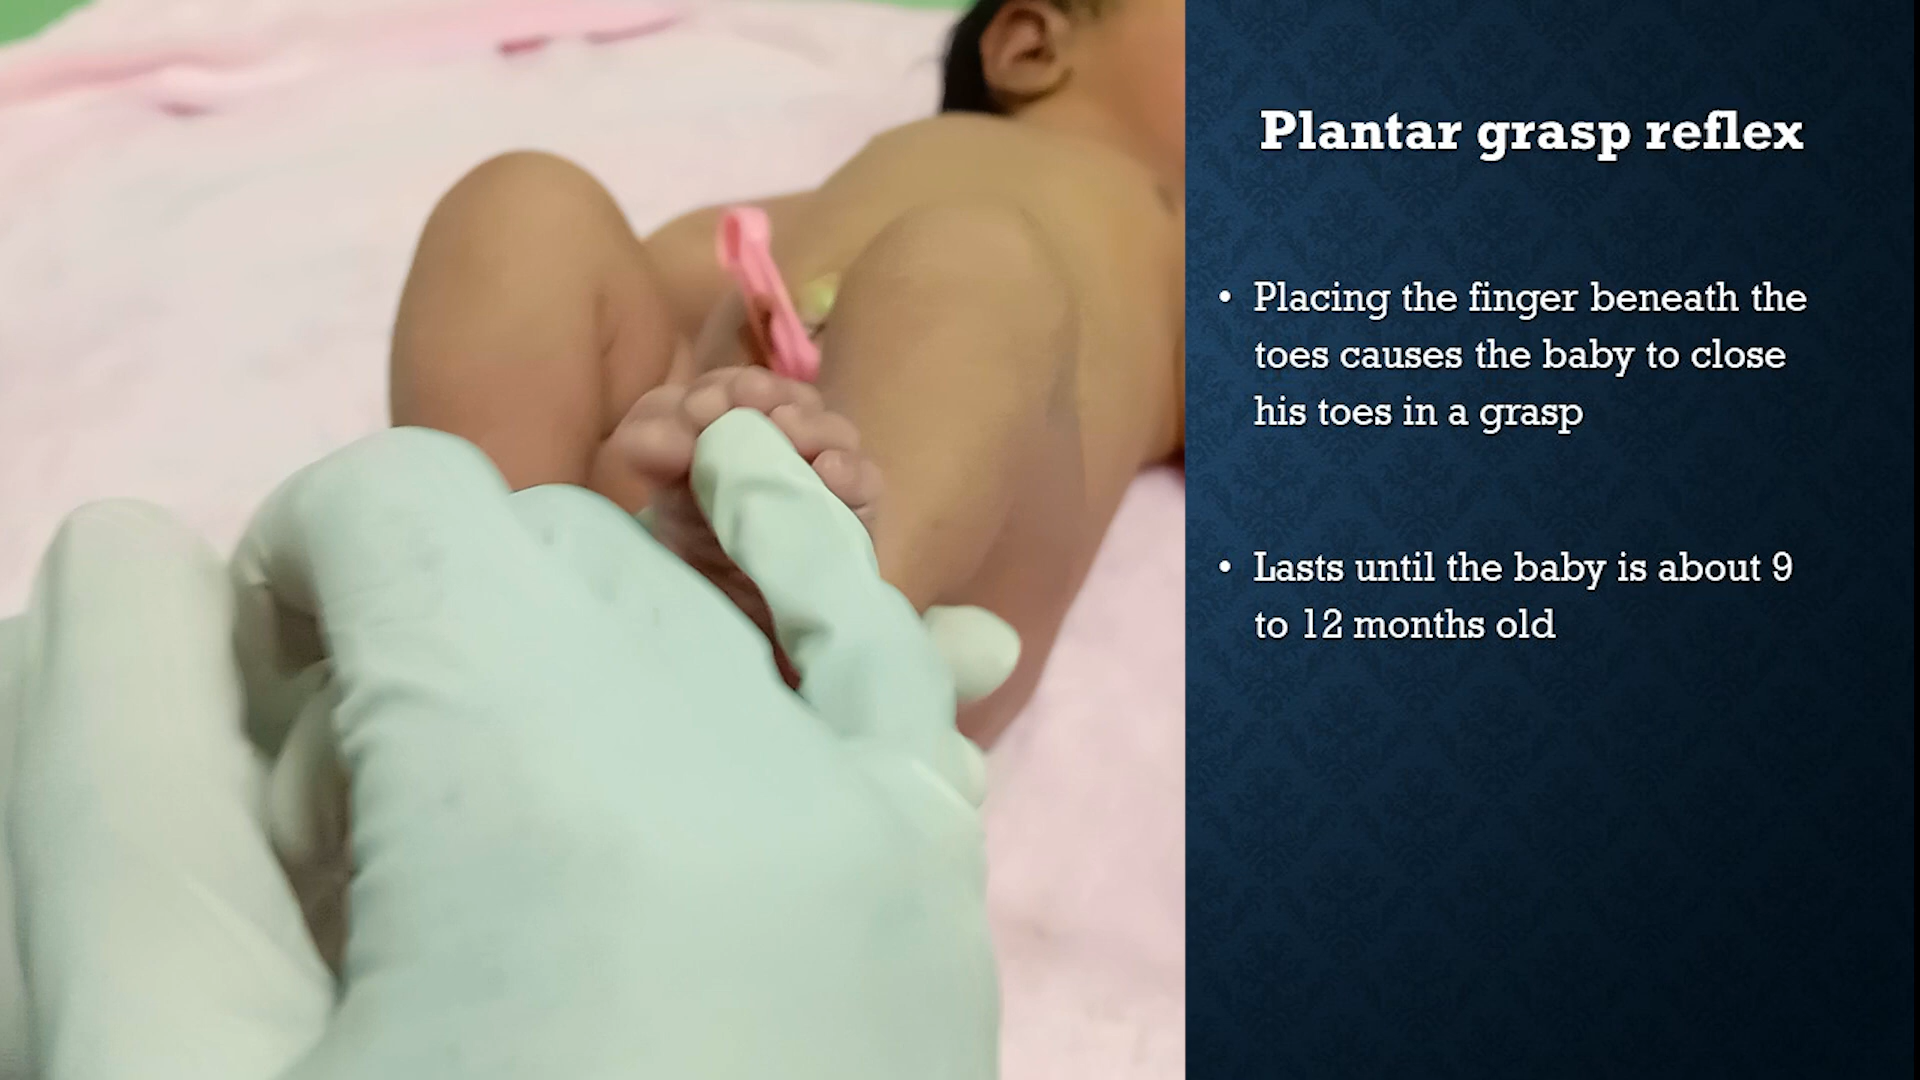 Plantar grasp reflex
• Placing the finger beneath the
toes causes the baby to close
his toes in a grasp
• Lasts until the baby is about 9
to 12 months old